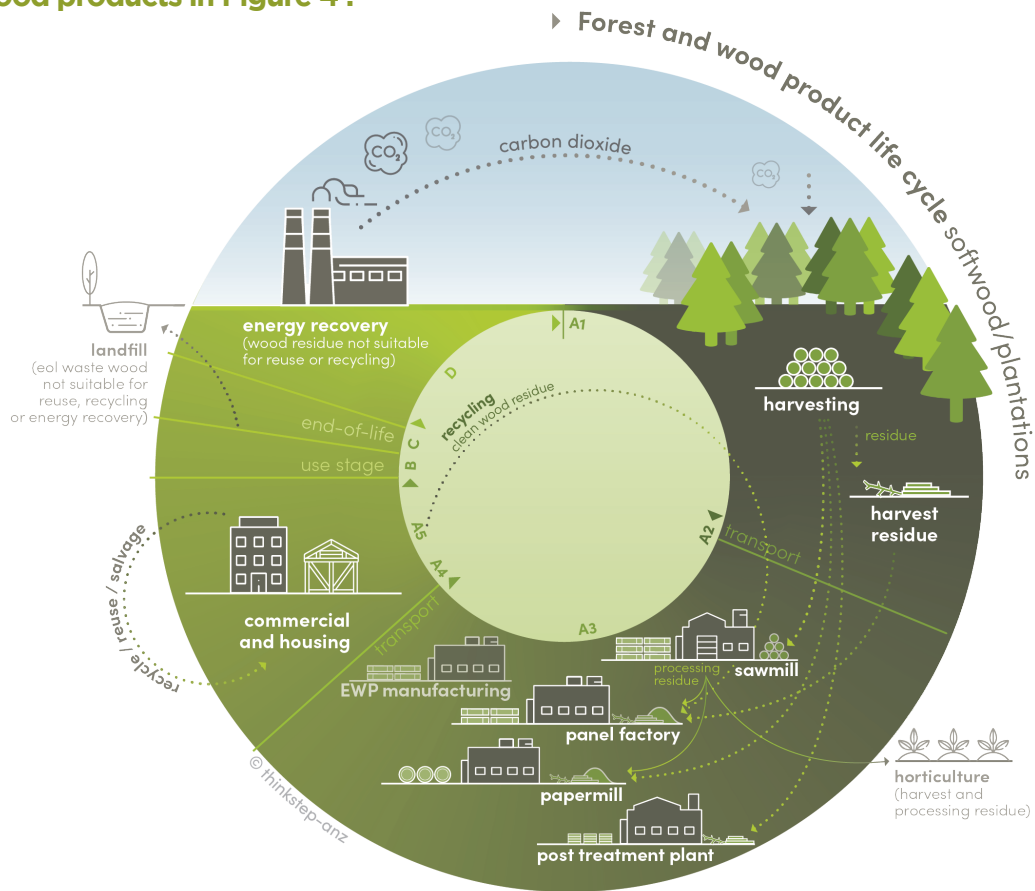 ood products in Figure 4 .
Forest and wood product life cycle softwood/plantations
CO₂
CO₂
carbon dioxide
CO₂
energy recovery
(wood residue not suitable
for reuse or recycling)
A1
landfill
(eol waste wood
not suitable for
reuse, recycling
or energy recovery)
D
recycling
clean wood residue
harvesting
residue
end-of-life
C
use stage
B
harvest
residue
A5
A2
transport
A4
transport
A3
recycle / reuse / salvage
commercial
and housing
EWP manufacturing
processing
residue
sawmill
panel factory
papermill
post treatment plant
horticulture
(harvest and
processing residue)
© thinkstep-anz